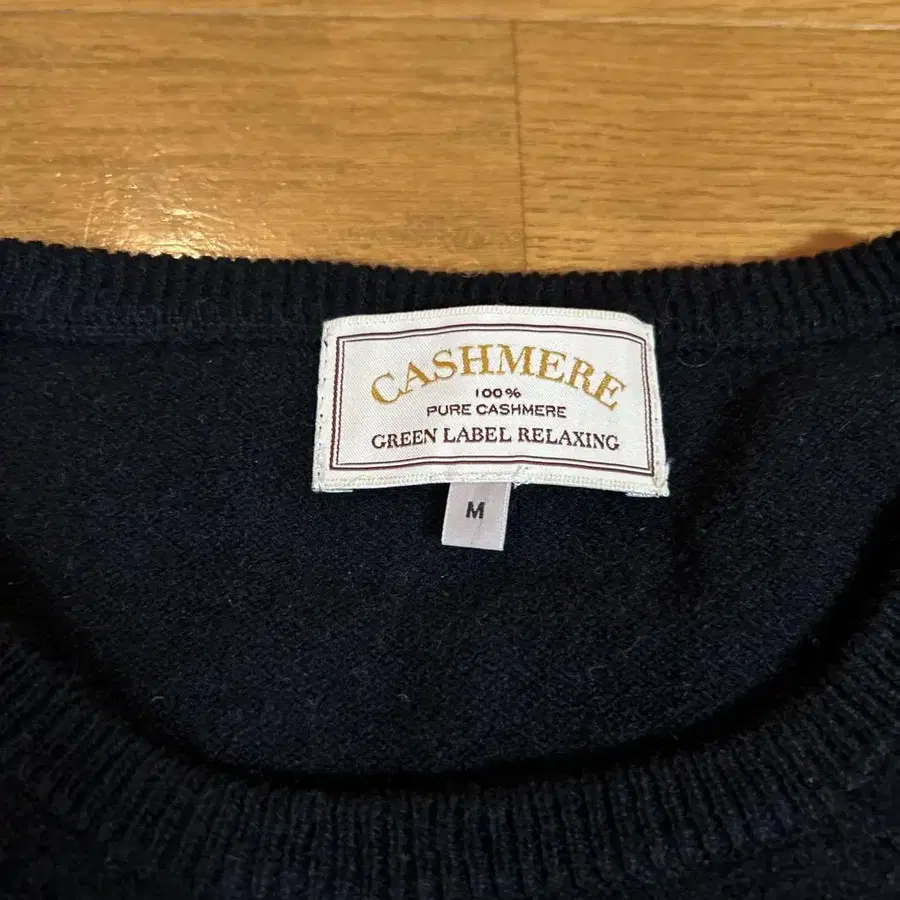 CASHMERE
100%
PURE CASHMERE
GREEN LABEL RELAXING
M